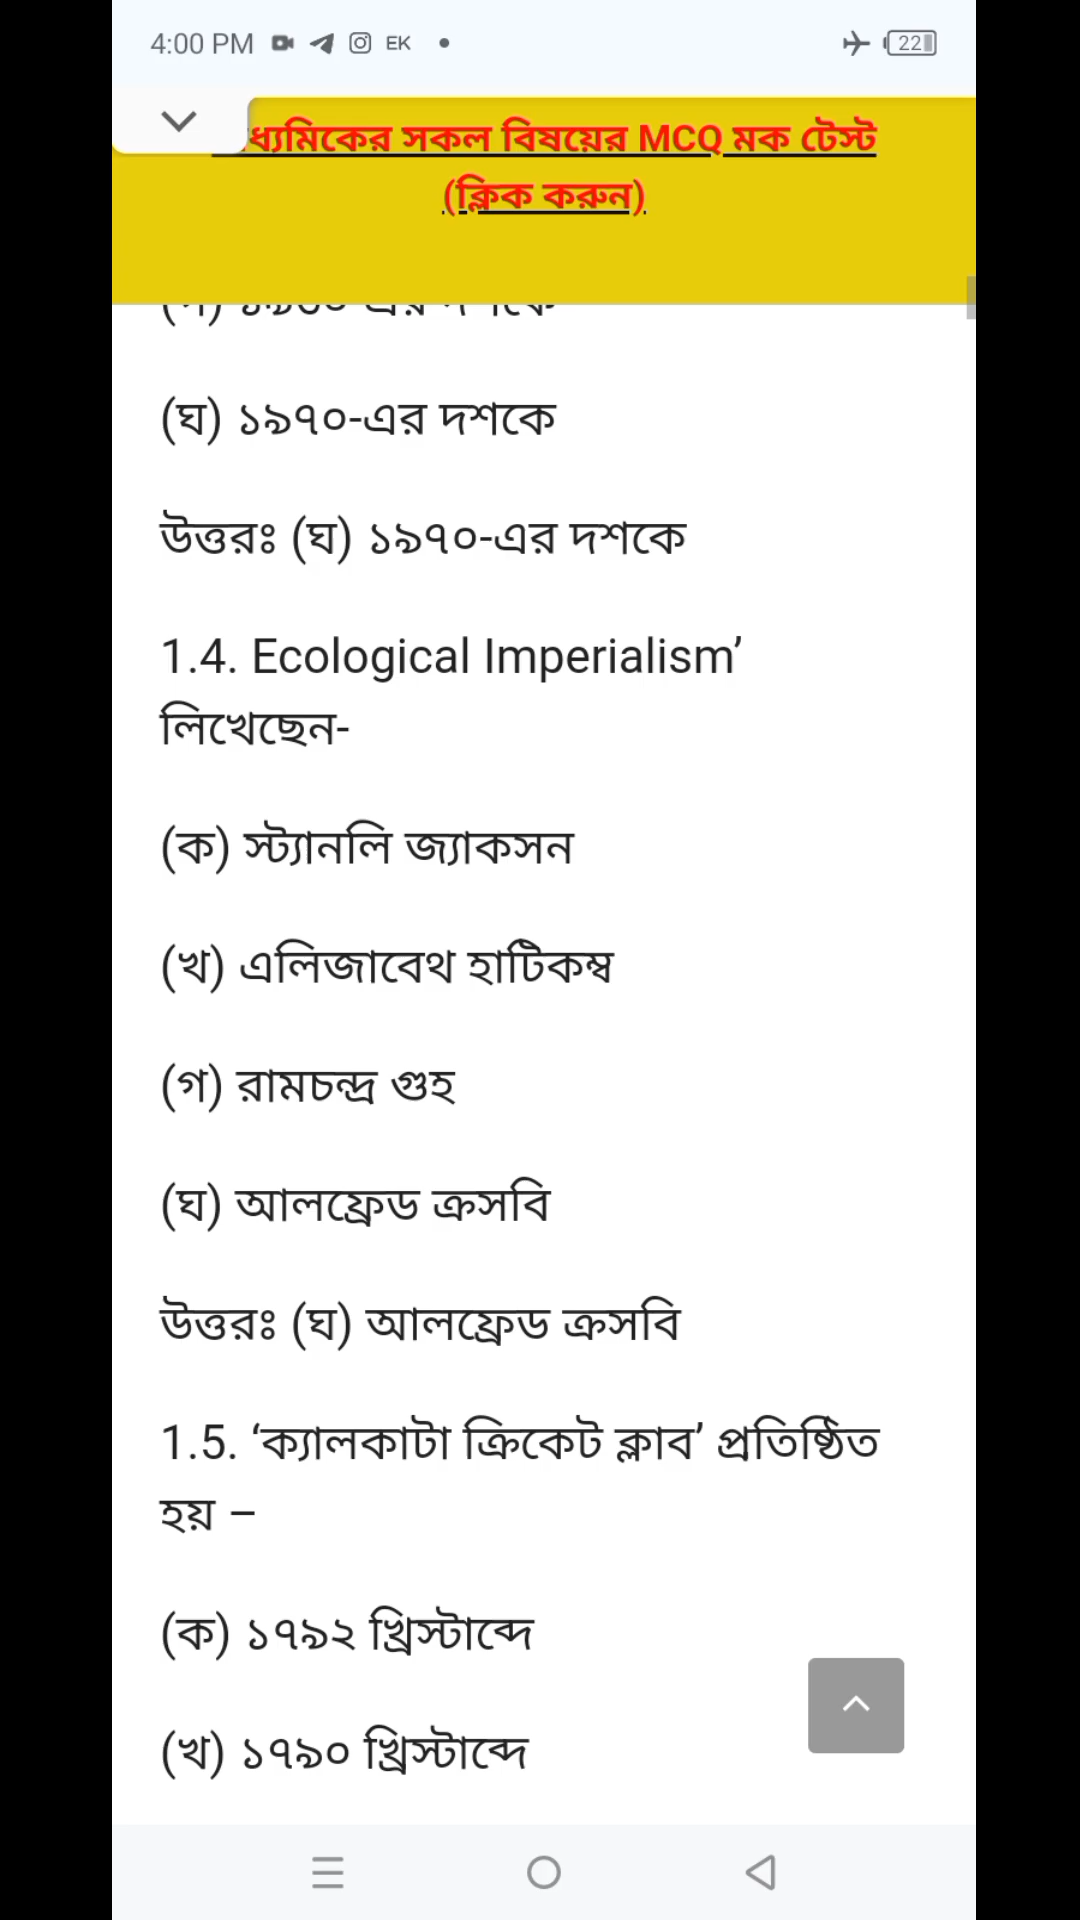 4:00 PM EK
22
ধ্যমিকের সকল বিষয়ের MCQ মক টেস্ট
(ক্লিক করুন)
(ঘ) ১৯৭০-এর দশকে
উত্তরঃ (ঘ) ১৯৭০-এর দশকে
1.4. Ecological Imperialism’
লিখেছেন-
(ক) স্ট্যানলি জ্যাকসন
(খ) এলিজাবেথ হাটিকম্ব
(গ) রামচন্দ্র গুহ
(ঘ) আলফ্রেড ক্রসবি
উত্তরঃ (ঘ) আলফ্রেড ক্রসবি
1.5. ‘ক্যালকাটা ক্রিকেট ক্লাব’ প্রতিষ্ঠিত
হয় –
(ক) ১৭৯২ খ্রিস্টাব্দে
(খ) ১৭৯০ খ্রিস্টাব্দে